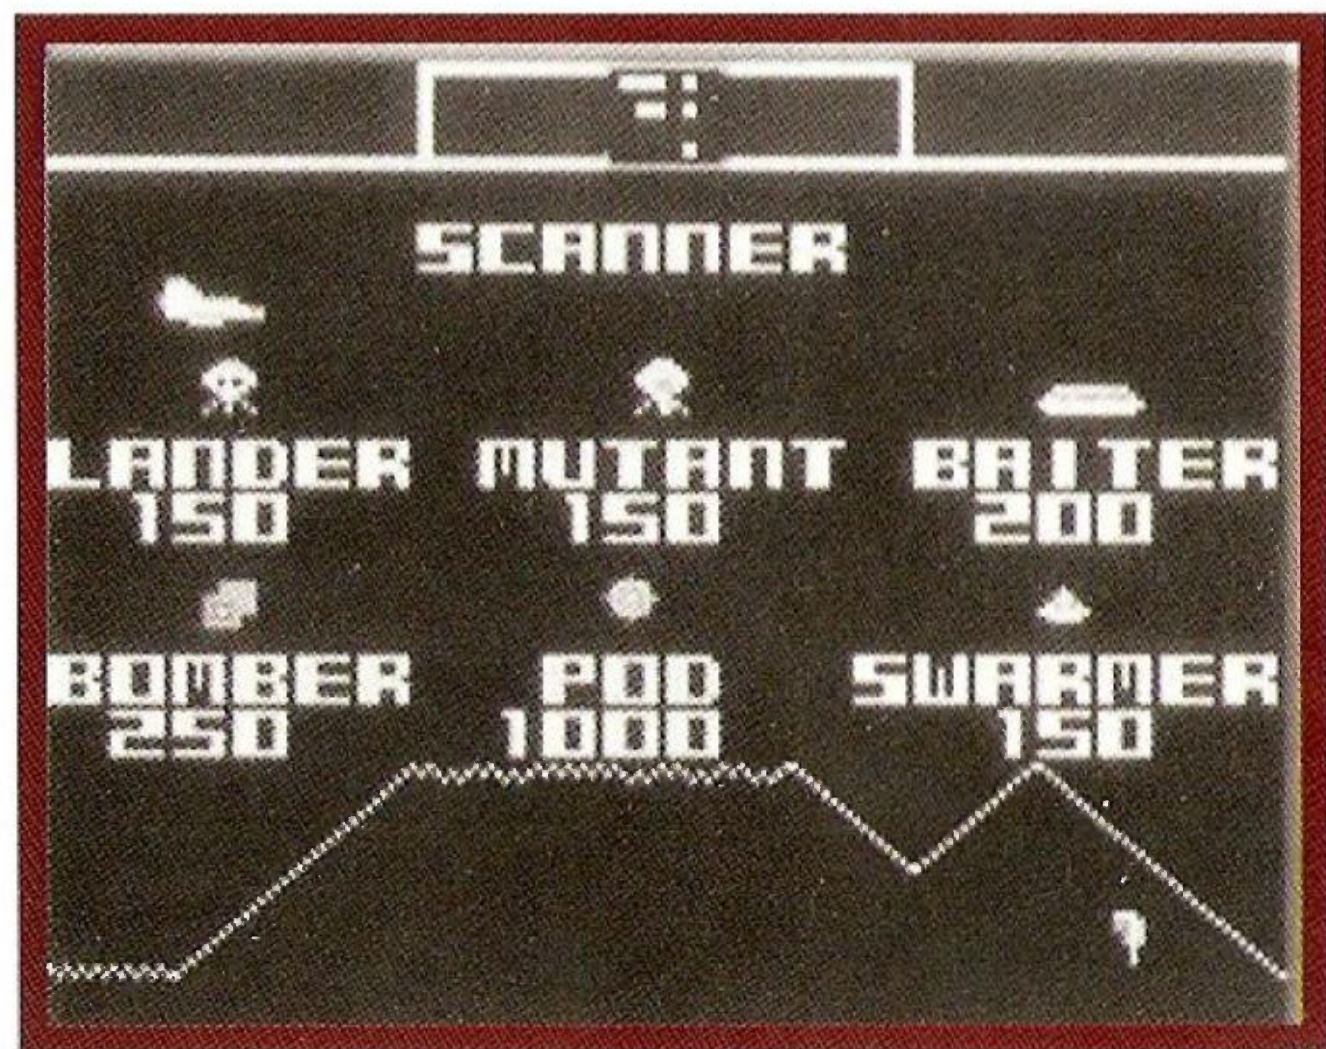 SCANNER
LANDER MUTANT BAITER
150 150 200
BOMBER POD SWARMER
250 1000 150